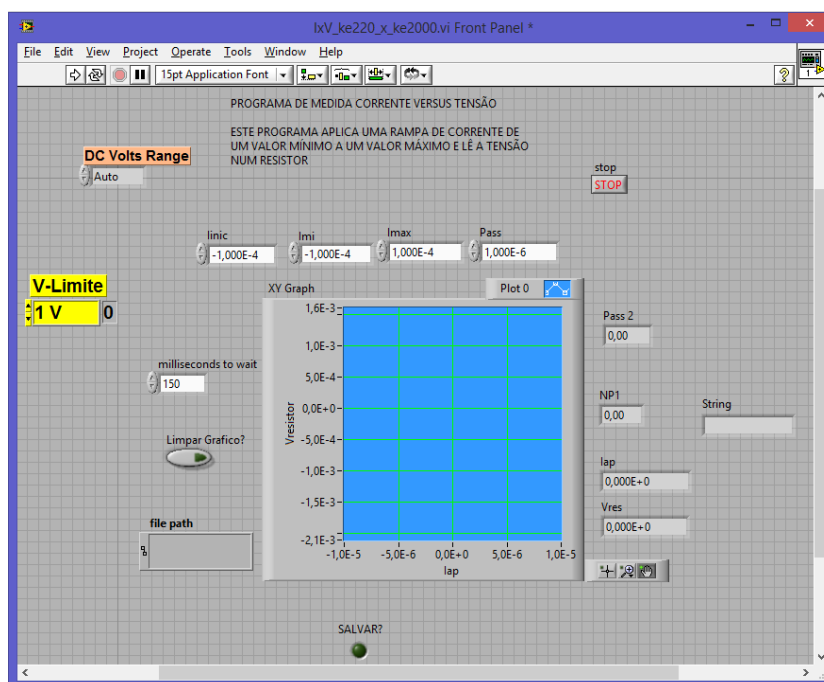 IxV_ke220_x_ke2000.vi Front Panel *
File Edit View Project Operate Tools Window Help
15pt Application Font
1
PROGRAMA DE MEDIDA CORRENTE VERSUS TENSÃO
ESTE PROGRAMA APLICA UMA RAMPA DE CORRENTE DE
UM VALOR MÍNIMO A UM VALOR MÁXIMO E LÊ A TENSÃO
NUM RESISTOR
DC Volts Range
Auto
stop
STOP
Iinic Imi Imax Pass
-1,000E-4 -1,000E-4 1,000E-4 1,000E-6
V-Limite
1 V 0
milliseconds to wait
150
Limpar Grafico?
file path
XY Graph
Plot 0
1,6E-3
1,0E-3
5,0E-4
0,0E+0
-5,0E-4
-1,0E-3
-1,5E-3
-2,1E-3
Vresistor
-1,0E-5 -5,0E-6 0,0E+0 5,0E-6 1,0E-5
Iap
Pass 2
0,00
NP1
0,00
String
Iap
0,000E+0
Vres
0,000E+0
SALVAR?